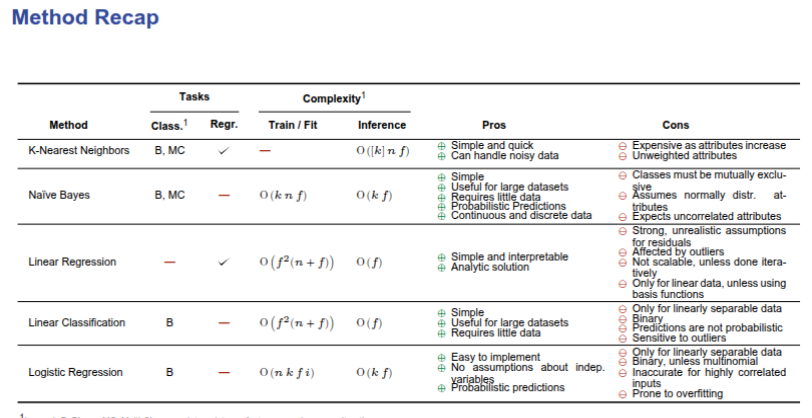 Method Recap
Tasks Complexity1
Method Class.1 Regr. Train / Fit Inference Pros Cons
K-Nearest Neighbors B, MC ✓ — O([k] n f)
⊕ Simple and quick
⊕ Can handle noisy data
⊖ Expensive as attributes increase
⊖ Unweighted attributes
Naïve Bayes B, MC — O(k n f) O(k f)
⊕ Simple
⊕ Useful for large datasets
⊕ Requires little data
⊕ Probabilistic Predictions
⊕ Continuous and discrete data
⊖ Classes must be mutually exclu-
sive
⊖ Assumes normally distr. at-
tributes
⊖ Expects uncorrelated attributes
Linear Regression — ✓ O(f²(n + f)) O(f)
⊕ Simple and interpretable
⊕ Analytic solution
⊖ Strong, unrealistic assumptions
for residuals
⊖ Affected by outliers
⊖ Not scalable, unless done itera-
tively
⊖ Only for linear data, unless using
basis functions
Linear Classification B — O(f²(n + f)) O(f)
⊕ Simple
⊕ Useful for large datasets
⊕ Requires little data
⊖ Only for linearly separable data
⊖ Binary
⊖ Predictions are not probabilistic
⊖ Sensitive to outliers
Logistic Regression B — O(n k f i) O(k f)
⊕ Easy to implement
⊕ No assumptions about indep.
variables
⊕ Probabilistic predictions
⊖ Only for linearly separable data
⊖ Binary, unless multinomial
⊖ Inaccurate for highly correlated
inputs
⊖ Prone to overfitting